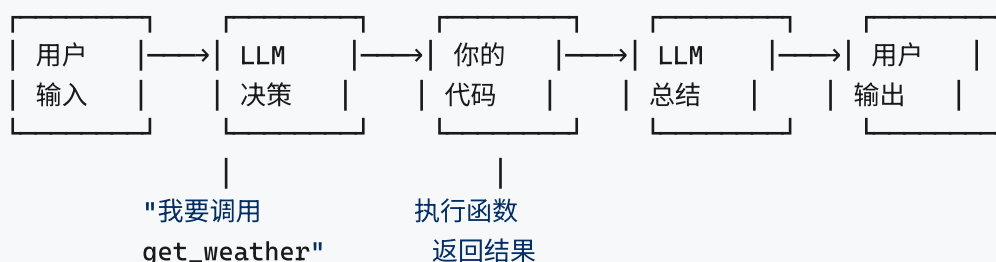 用户 LLM 你的 LLM 用户
输入 决策 代码 总结 输出
"我要调用 执行函数
get_weather" 返回结果